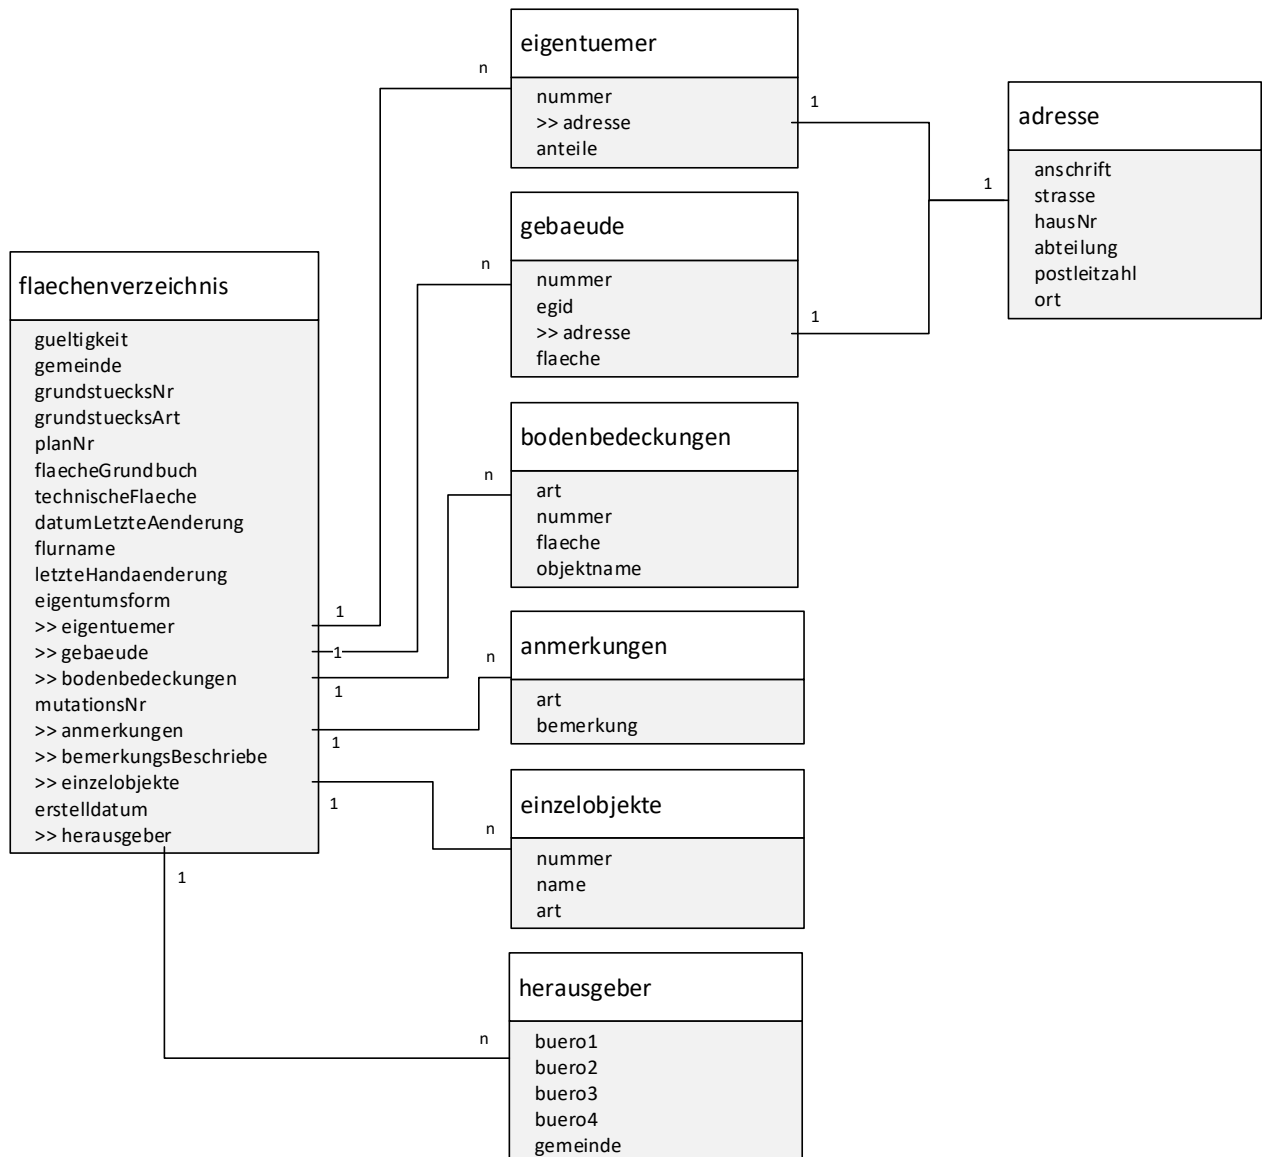 eigentuemer
nummer
>> adresse
anteile
n
1
adresse
anschrift
strasse
hausNr
abteilung
postleitzahl
ort
1
gebaeude
nummer
egid
>> adresse
flaeche
n
1
flaechenverzeichnis
gueltigkeit
gemeinde
grundstuecksNr
grundstuecksArt
planNr
flaecheGrundbuch
technischeFlaeche
datumLetzteAenderung
flurname
letzteHandaenderung
eigentumsform
>> eigentuemer
>> gebaeude
>> bodenbedeckungen
mutationsNr
>> anmerkungen
>> bemerkungsBeschriebe
>> einzelobjekte
erstelldatum
>> herausgeber
1
1
1
1
1
1
bodenbedeckungen
art
nummer
flaeche
objektname
n
anmerkungen
art
bemerkung
n
einzelobjekte
nummer
name
art
n
herausgeber
buero1
buero2
buero3
buero4
gemeinde
n